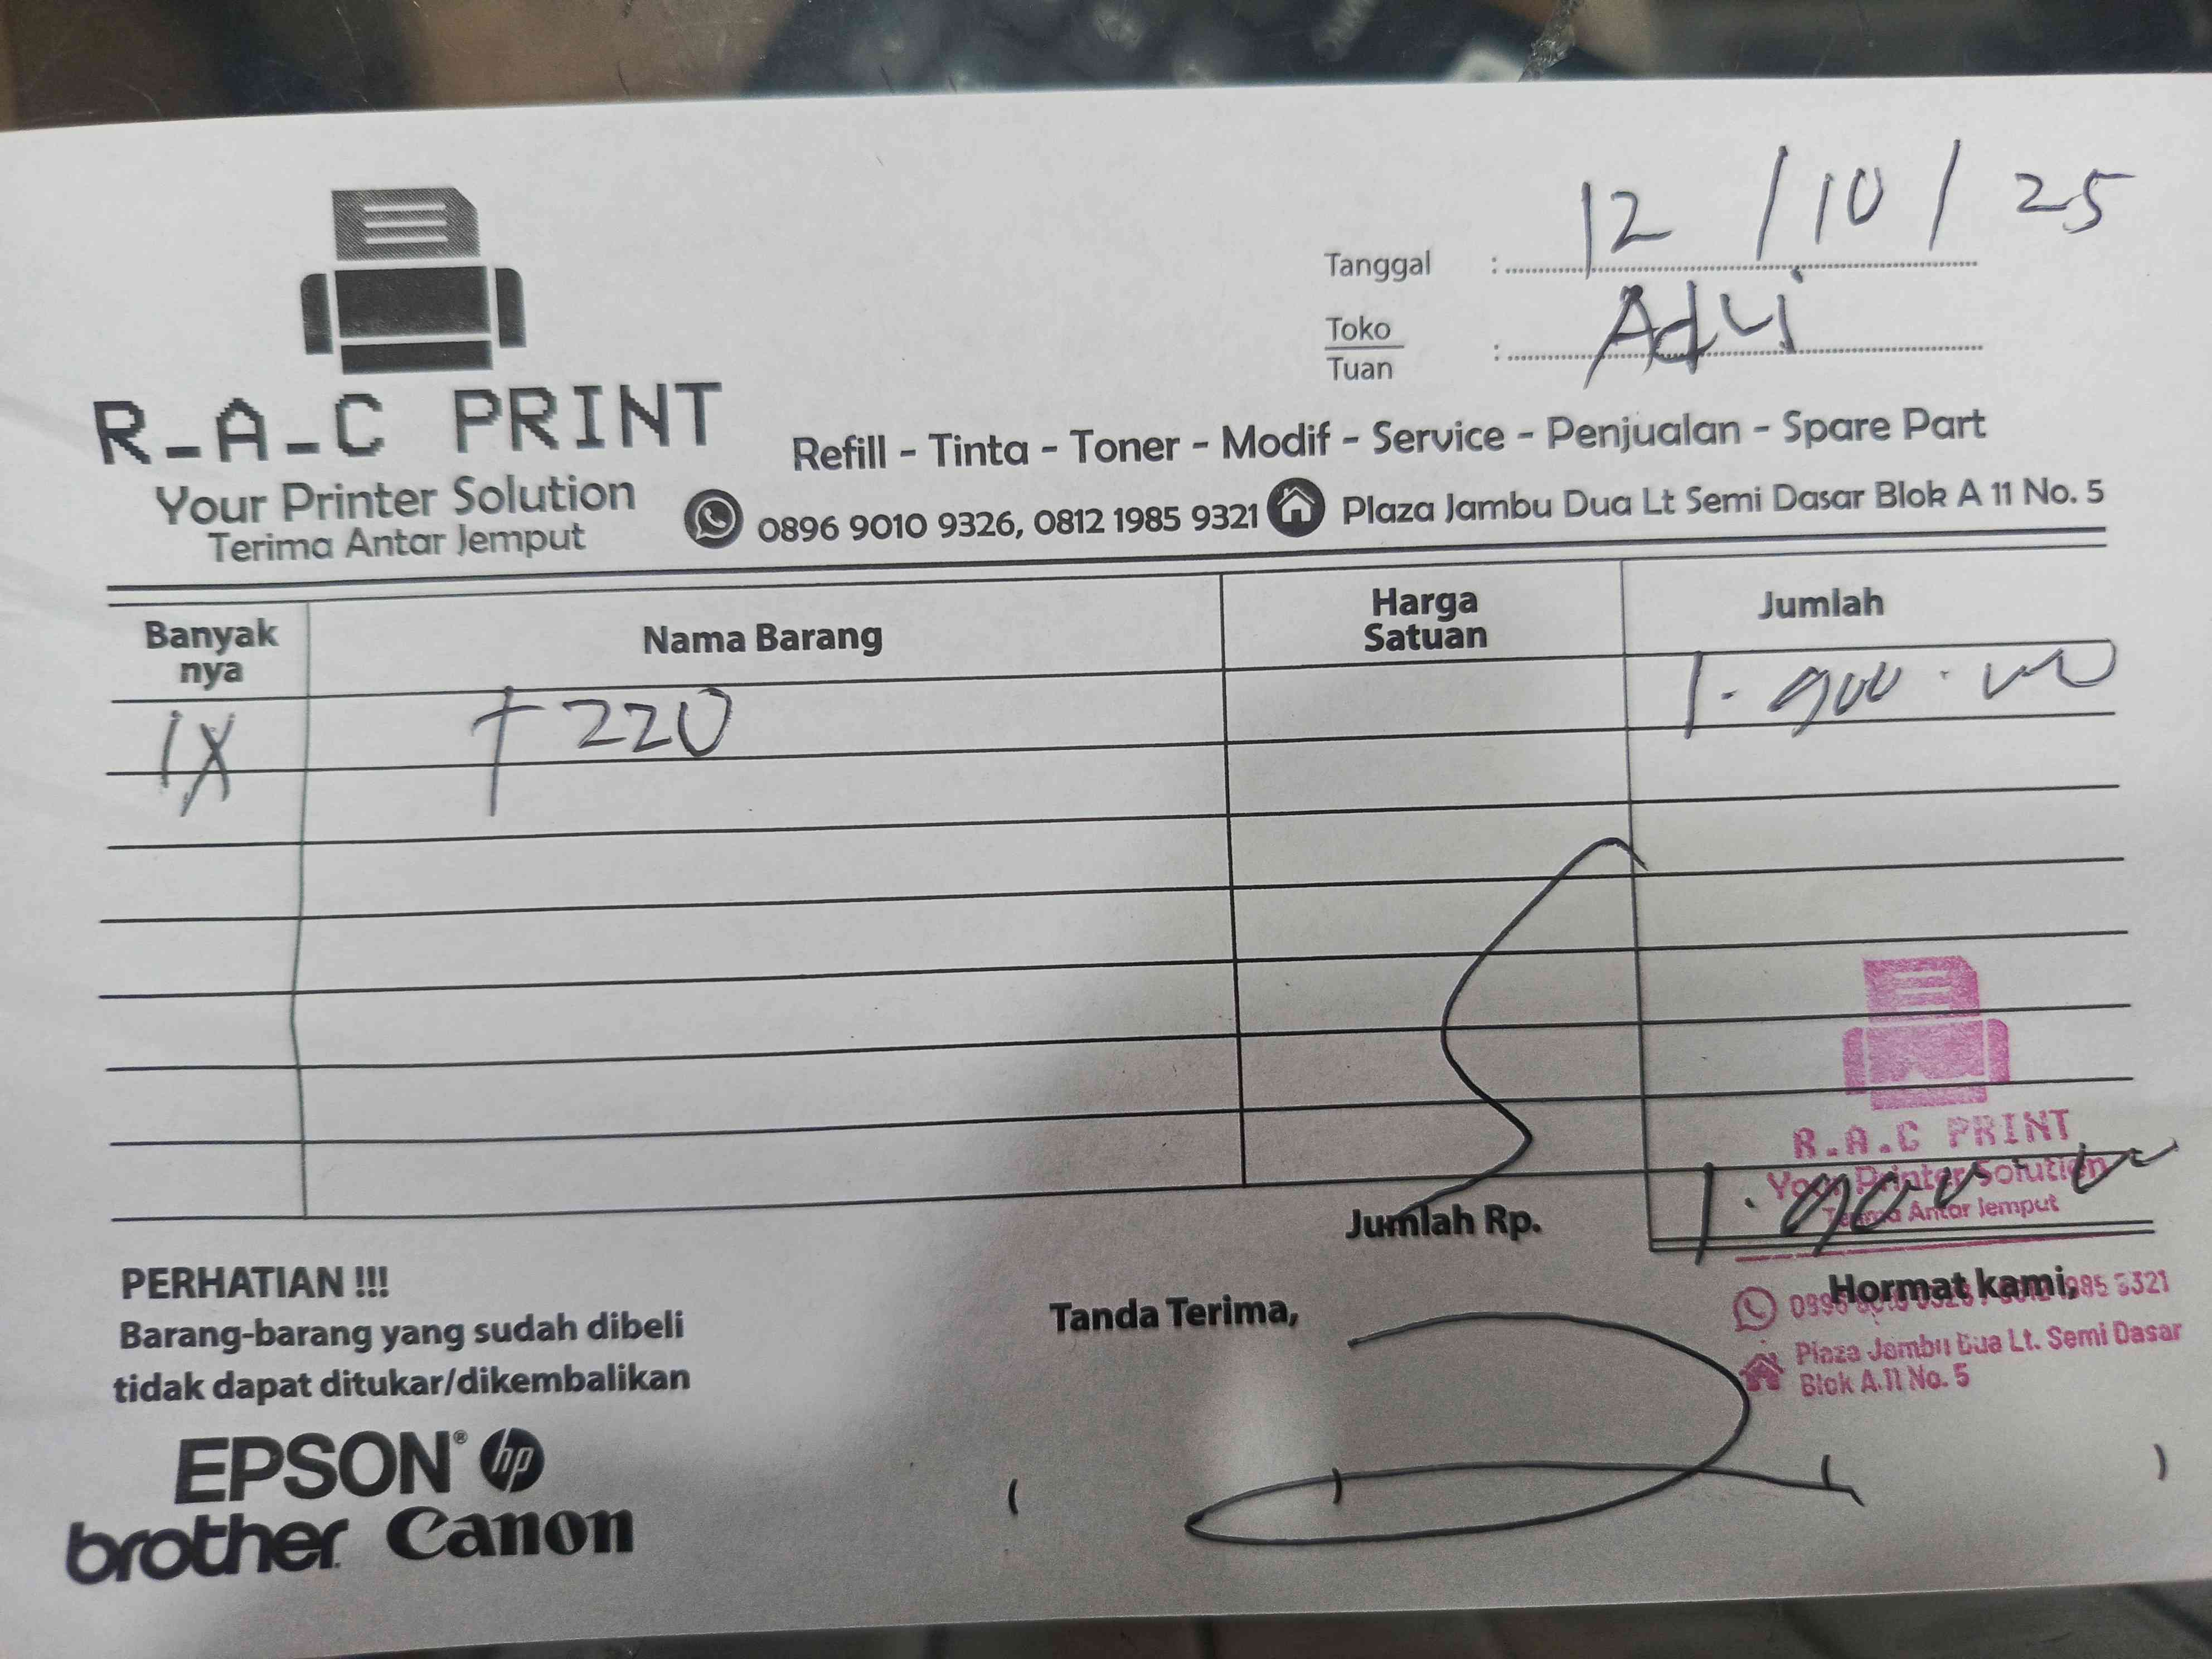 Tanggal : 12 / 10 / 25
Toko
Tuan : Adi
R-A-C PRINT
Your Printer Solution
Terima Antar Jemput
Refill - Tinta - Toner - Modif - Service - Penjualan - Spare Part
0896 9010 9326, 0812 1985 9321 Plaza Jambu Dua Lt Semi Dasar Blok A 11 No. 5
Banyak nya Nama Barang Harga Satuan Jumlah
1X 220 1.900.000
Jumlah Rp. 1.900.000
R.A.C PRINT
Your Printer Solution
Terima Antar Jemput
PERHATIAN !!!
Barang-barang yang sudah dibeli
tidak dapat ditukar/dikembalikan
Tanda Terima,
Hormat kami,
Plaza Jambu Dua Lt. Semi Dasar
Blok A.11 No. 5
EPSON® hp
brother Canon
( ) ( )